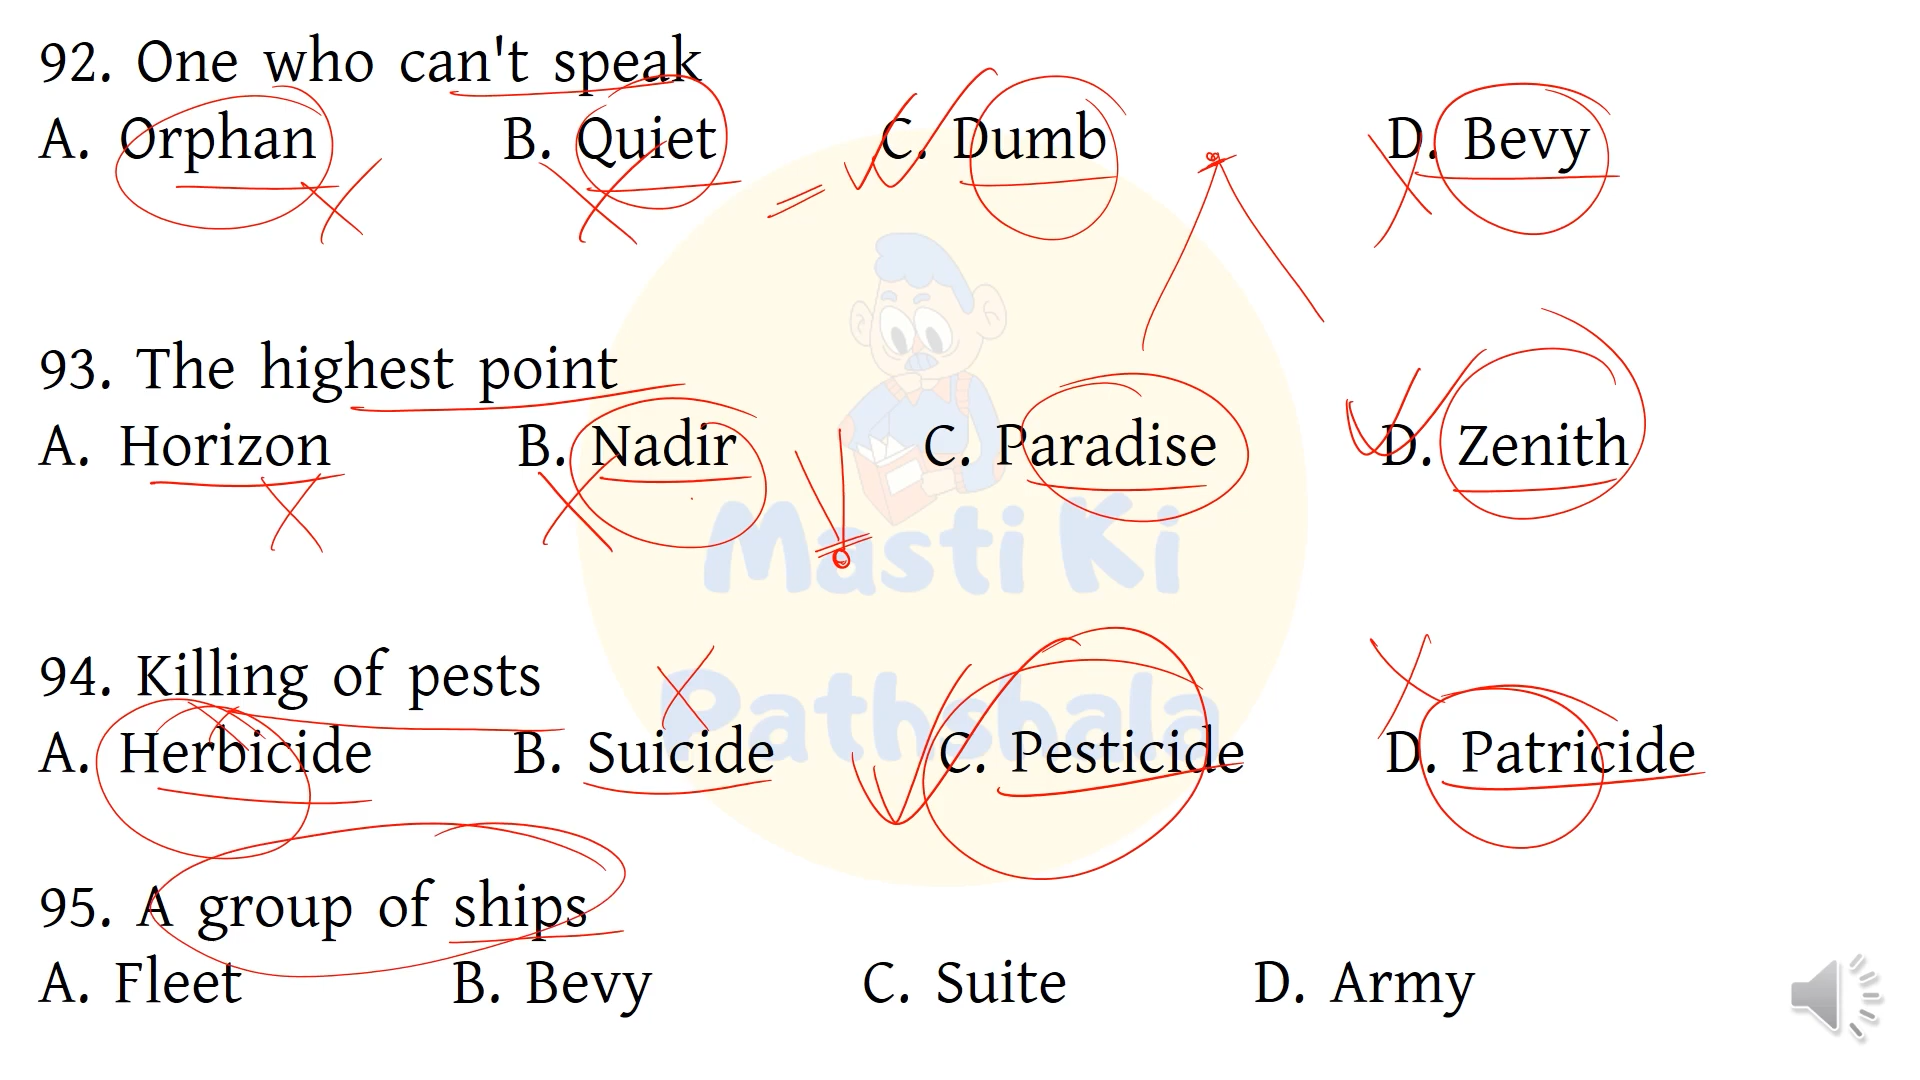 92. One who can't speak
A. Orphan B. Quiet C. Dumb D. Bevy
93. The highest point
A. Horizon B. Nadir C. Paradise D. Zenith
Masti Ki
94. Killing of pests
Pathshala
A. Herbicide B. Suicide C. Pesticide D. Patricide
95. A group of ships
A. Fleet B. Bevy C. Suite D. Army